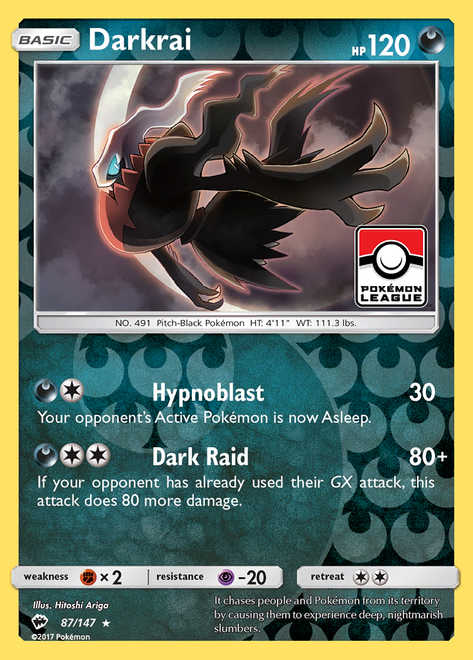 BASIC Darkrai HP 120
POKÉMON
LEAGUE
NO. 491 Pitch-Black Pokémon HT: 4'11" WT: 111.3 lbs.
Hypnoblast 30
Your opponent's Active Pokémon is now Asleep.
Dark Raid 80+
If your opponent has already used their GX attack, this
attack does 80 more damage.
weakness ×2 resistance -20 retreat
Illus. Hitoshi Ariga
87/147 ★
©2017 Pokémon
It chases people and Pokémon from its territory
by causing them to experience deep, nightmarish
slumbers.